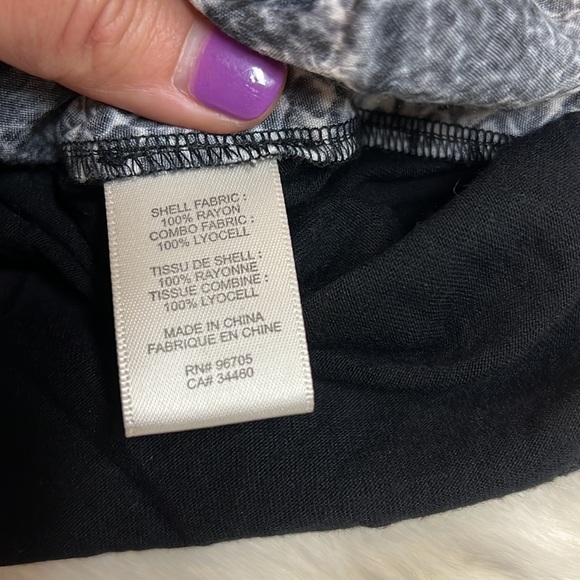 SHELL FABRIC :
100% RAYON
COMBO FABRIC :
100% LYOCELL
TISSU DE SHELL :
100% RAYONNE
TISSUE COMBINE :
100% LYOCELL
MADE IN CHINA
FABRIQUE EN CHINE
RN# 96705
CA# 34460